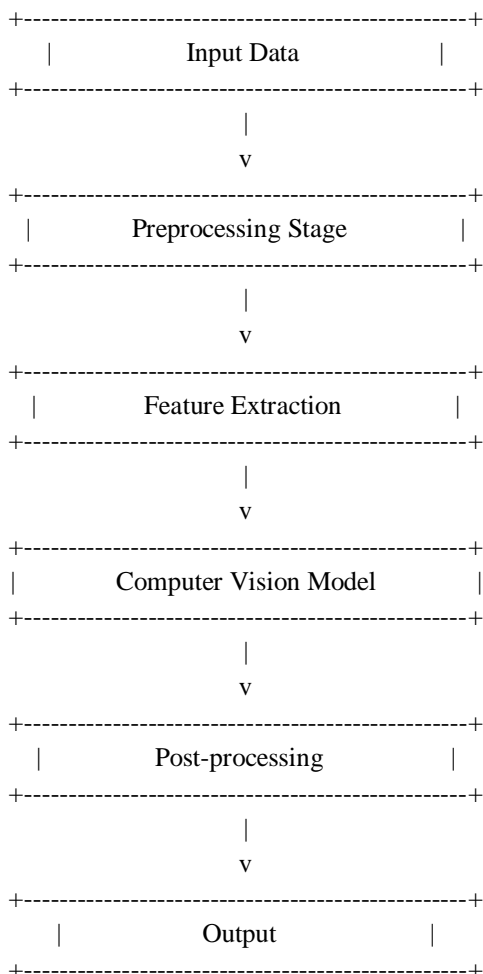 +-----------------------------------------------+
| Input Data |
+-----------------------------------------------+
|
v
+-----------------------------------------------+
| Preprocessing Stage |
+-----------------------------------------------+
|
v
+-----------------------------------------------+
| Feature Extraction |
+-----------------------------------------------+
|
v
+-----------------------------------------------+
| Computer Vision Model |
+-----------------------------------------------+
|
v
+-----------------------------------------------+
| Post-processing |
+-----------------------------------------------+
|
v
+-----------------------------------------------+
| Output |
+-----------------------------------------------+